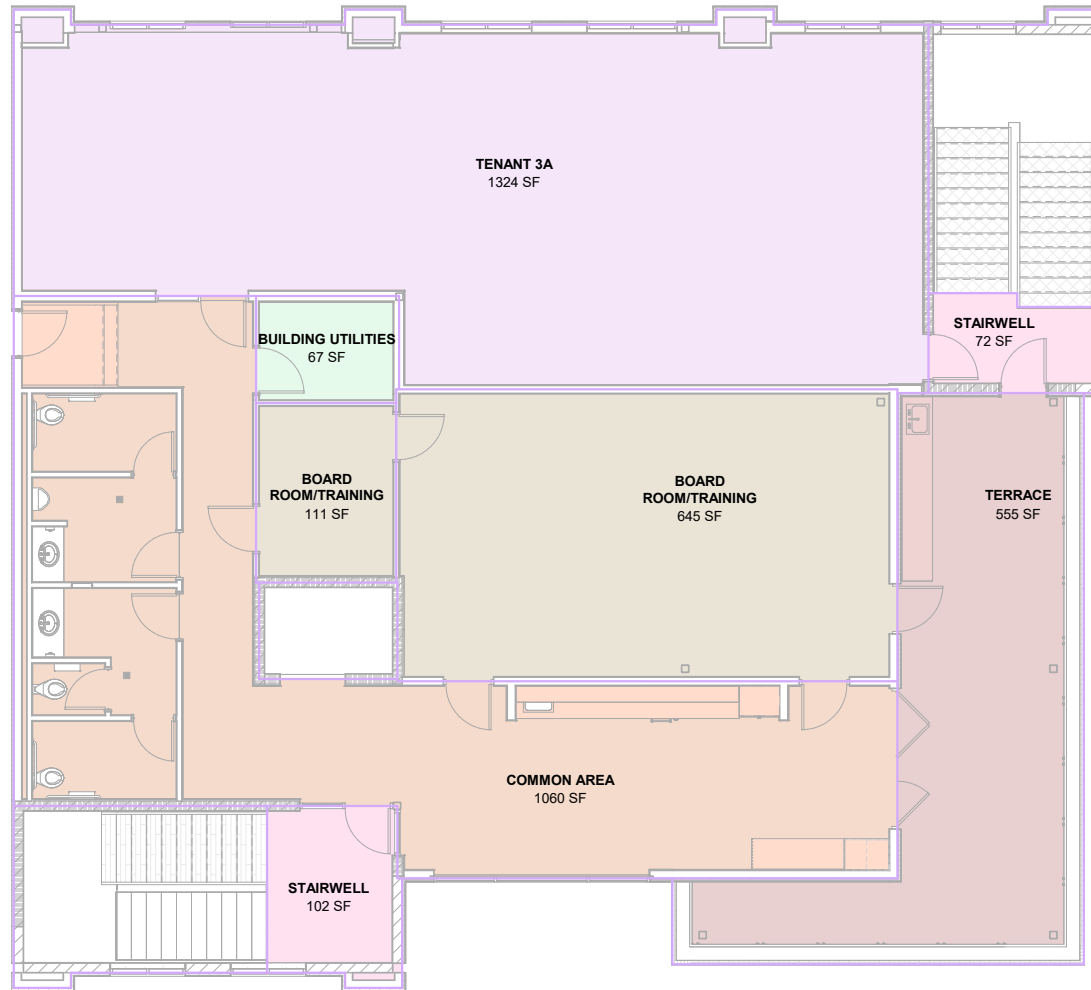 TENANT 3A
1324 SF
STAIRWELL
72 SF
BUILDING UTILITIES
67 SF
BOARD
ROOM/TRAINING
111 SF
BOARD
ROOM/TRAINING
645 SF
TERRACE
555 SF
COMMON AREA
1060 SF
STAIRWELL
102 SF